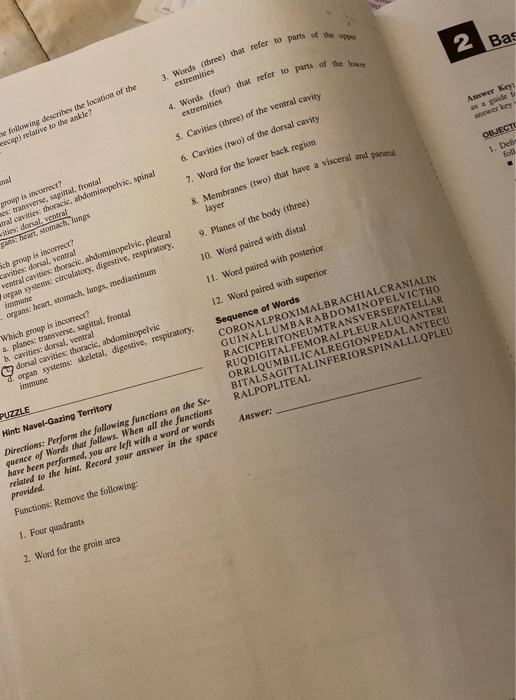 e following describes the location of the
eecap) relative to the ankle?
group is incorrect?
es: transverse, sagittal, frontal
tral cavities: thoracic, abdominopelvic, spinal
vities: dorsal, ventral
gans: heart, stomach, lungs
ich group is incorrect?
cavities: dorsal, ventral
ventral cavities: thoracic, abdominopelvic, pleural
organ systems: circulatory, digestive, respiratory,
immune
organs: heart, stomach, lungs, mediastinum
Which group is incorrect?
a. planes: transverse, sagittal, frontal
b. cavities: dorsal, ventral
dorsal cavities: thoracic, abdominopelvic
d. organ systems: skeletal, digestive, respiratory,
immune
PUZZLE
Hint: Navel-Gazing Territory
Directions: Perform the following functions on the Se-
quence of Words that follows. When all the functions
have been performed, you are left with a word or words
related to the hint. Record your answer in the space
provided.
Functions: Remove the following:
1. Four quadrants
2. Word for the groin area
3. Words (three) that refer to parts of the upper
extremities
4. Words (four) that refer to parts of the lower
extremities
5. Cavities (three) of the ventral cavity
6. Cavities (two) of the dorsal cavity
7. Word for the lower back region
8. Membranes (two) that have a visceral and parietal
layer
9. Planes of the body (three)
10. Word paired with distal
11. Word paired with posterior
12. Word paired with superior
Sequence of Words
CORONALPROXIMALBRACHIALCRANIALIN
GUINALLUMBARABDOMINOPELVICTHO
RACICPERITONEUMTRANSVERSEPATELLAR
RUQDIGITALFEMORALPLEURALLUQANTERI
ORRLQUMBILICALREGIONPEDALANTECU
BITALSAGITTALINFERIORSPINALLLQPLEU
RALPOPLITEAL
Answer:
2 Bas
Answer Key:
as a guide f
answer key
OBJECTI
1. Defi
foll